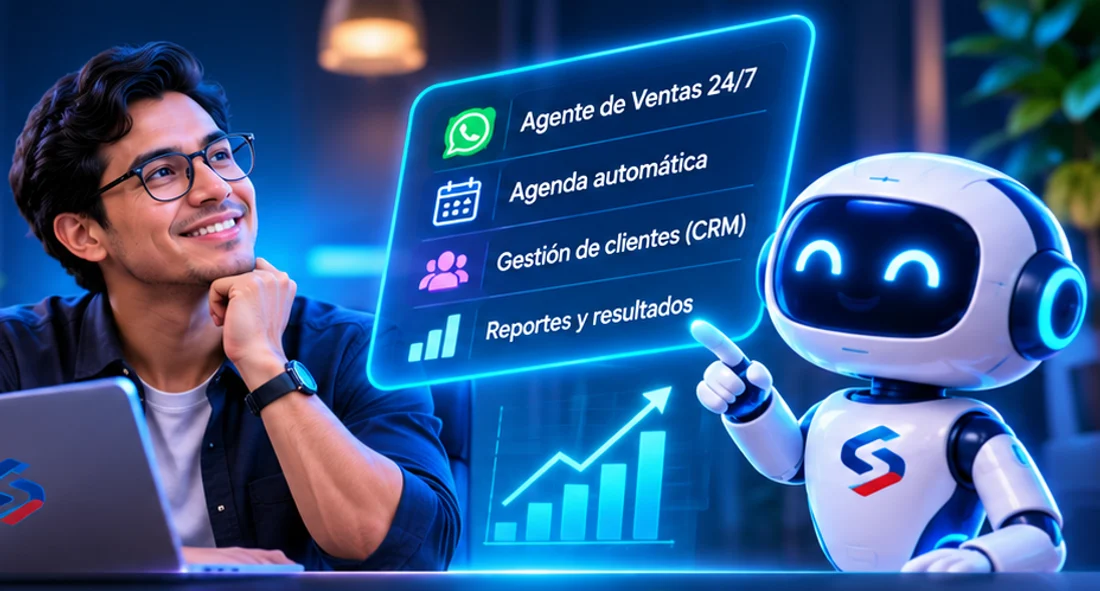 Agente de Ventas 24/7
Agenda automática
Gestión de clientes (CRM)
Reportes y resultados